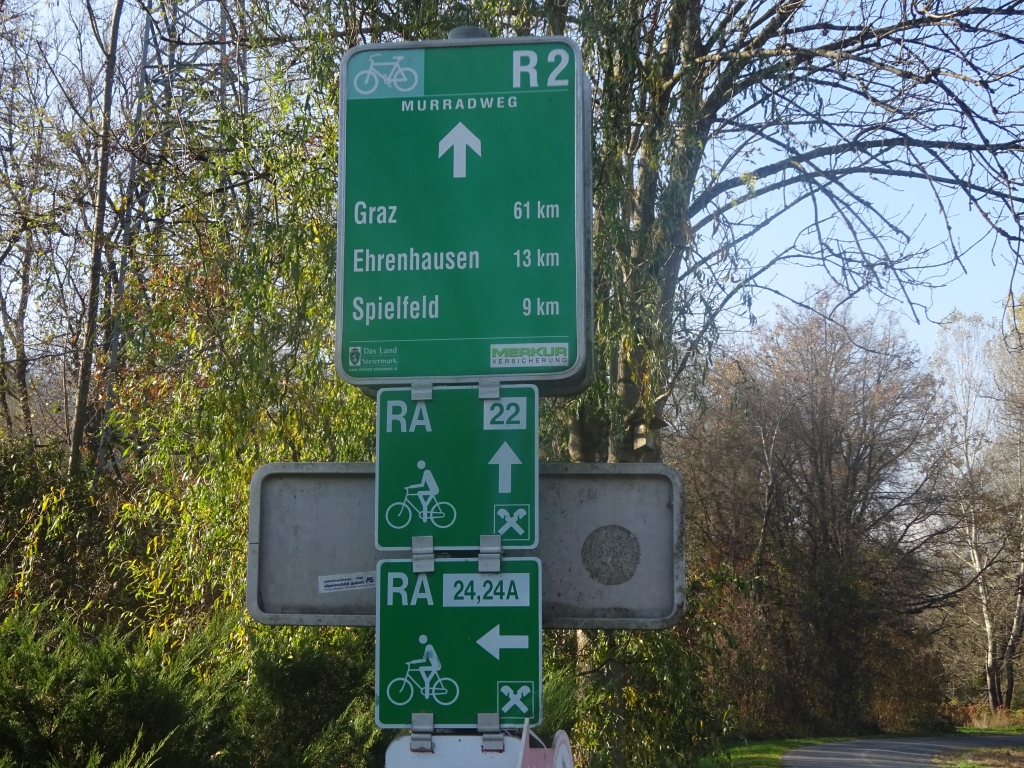 R2
MURRADWEG
Graz 61 km
Ehrenhausen 13 km
Spielfeld 9 km
Das Land
Steiermark
MERKUR
VERSICHERUNG
RA 22
RA 24,24A